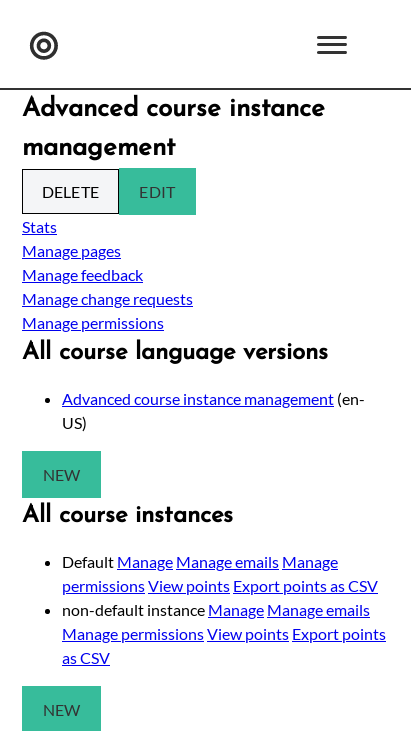 Advanced course instance
management
DELETE EDIT
Stats
Manage pages
Manage feedback
Manage change requests
Manage permissions
All course language versions
Advanced course instance management (en-
US)
NEW
All course instances
Default Manage Manage emails Manage
permissions View points Export points as CSV
non-default instance Manage Manage emails
Manage permissions View points Export points
as CSV
NEW